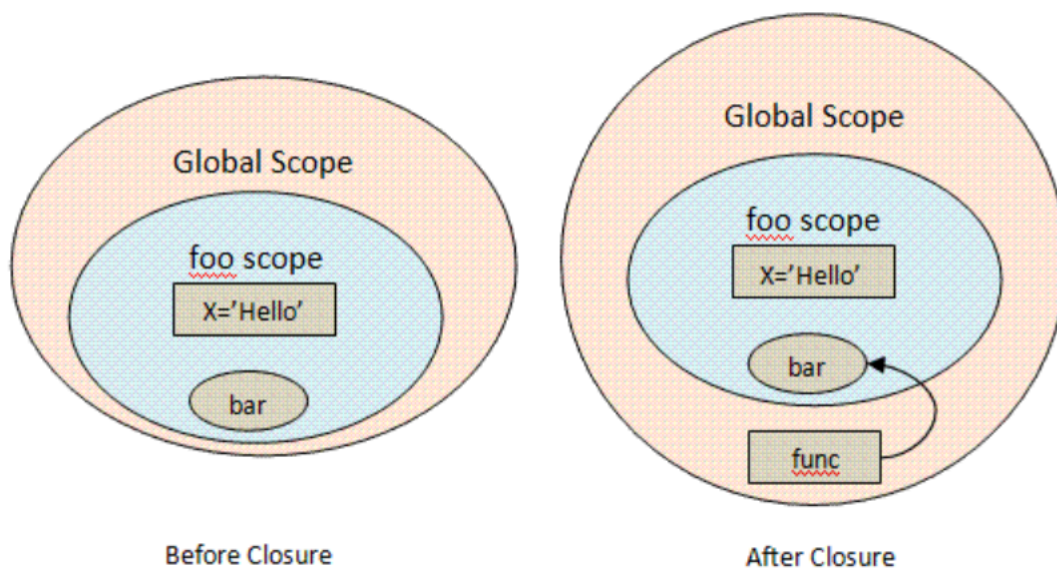 Global Scope
foo scope
X=’Hello’
bar
Before Closure
Global Scope
foo scope
X=’Hello’
bar
func
After Closure